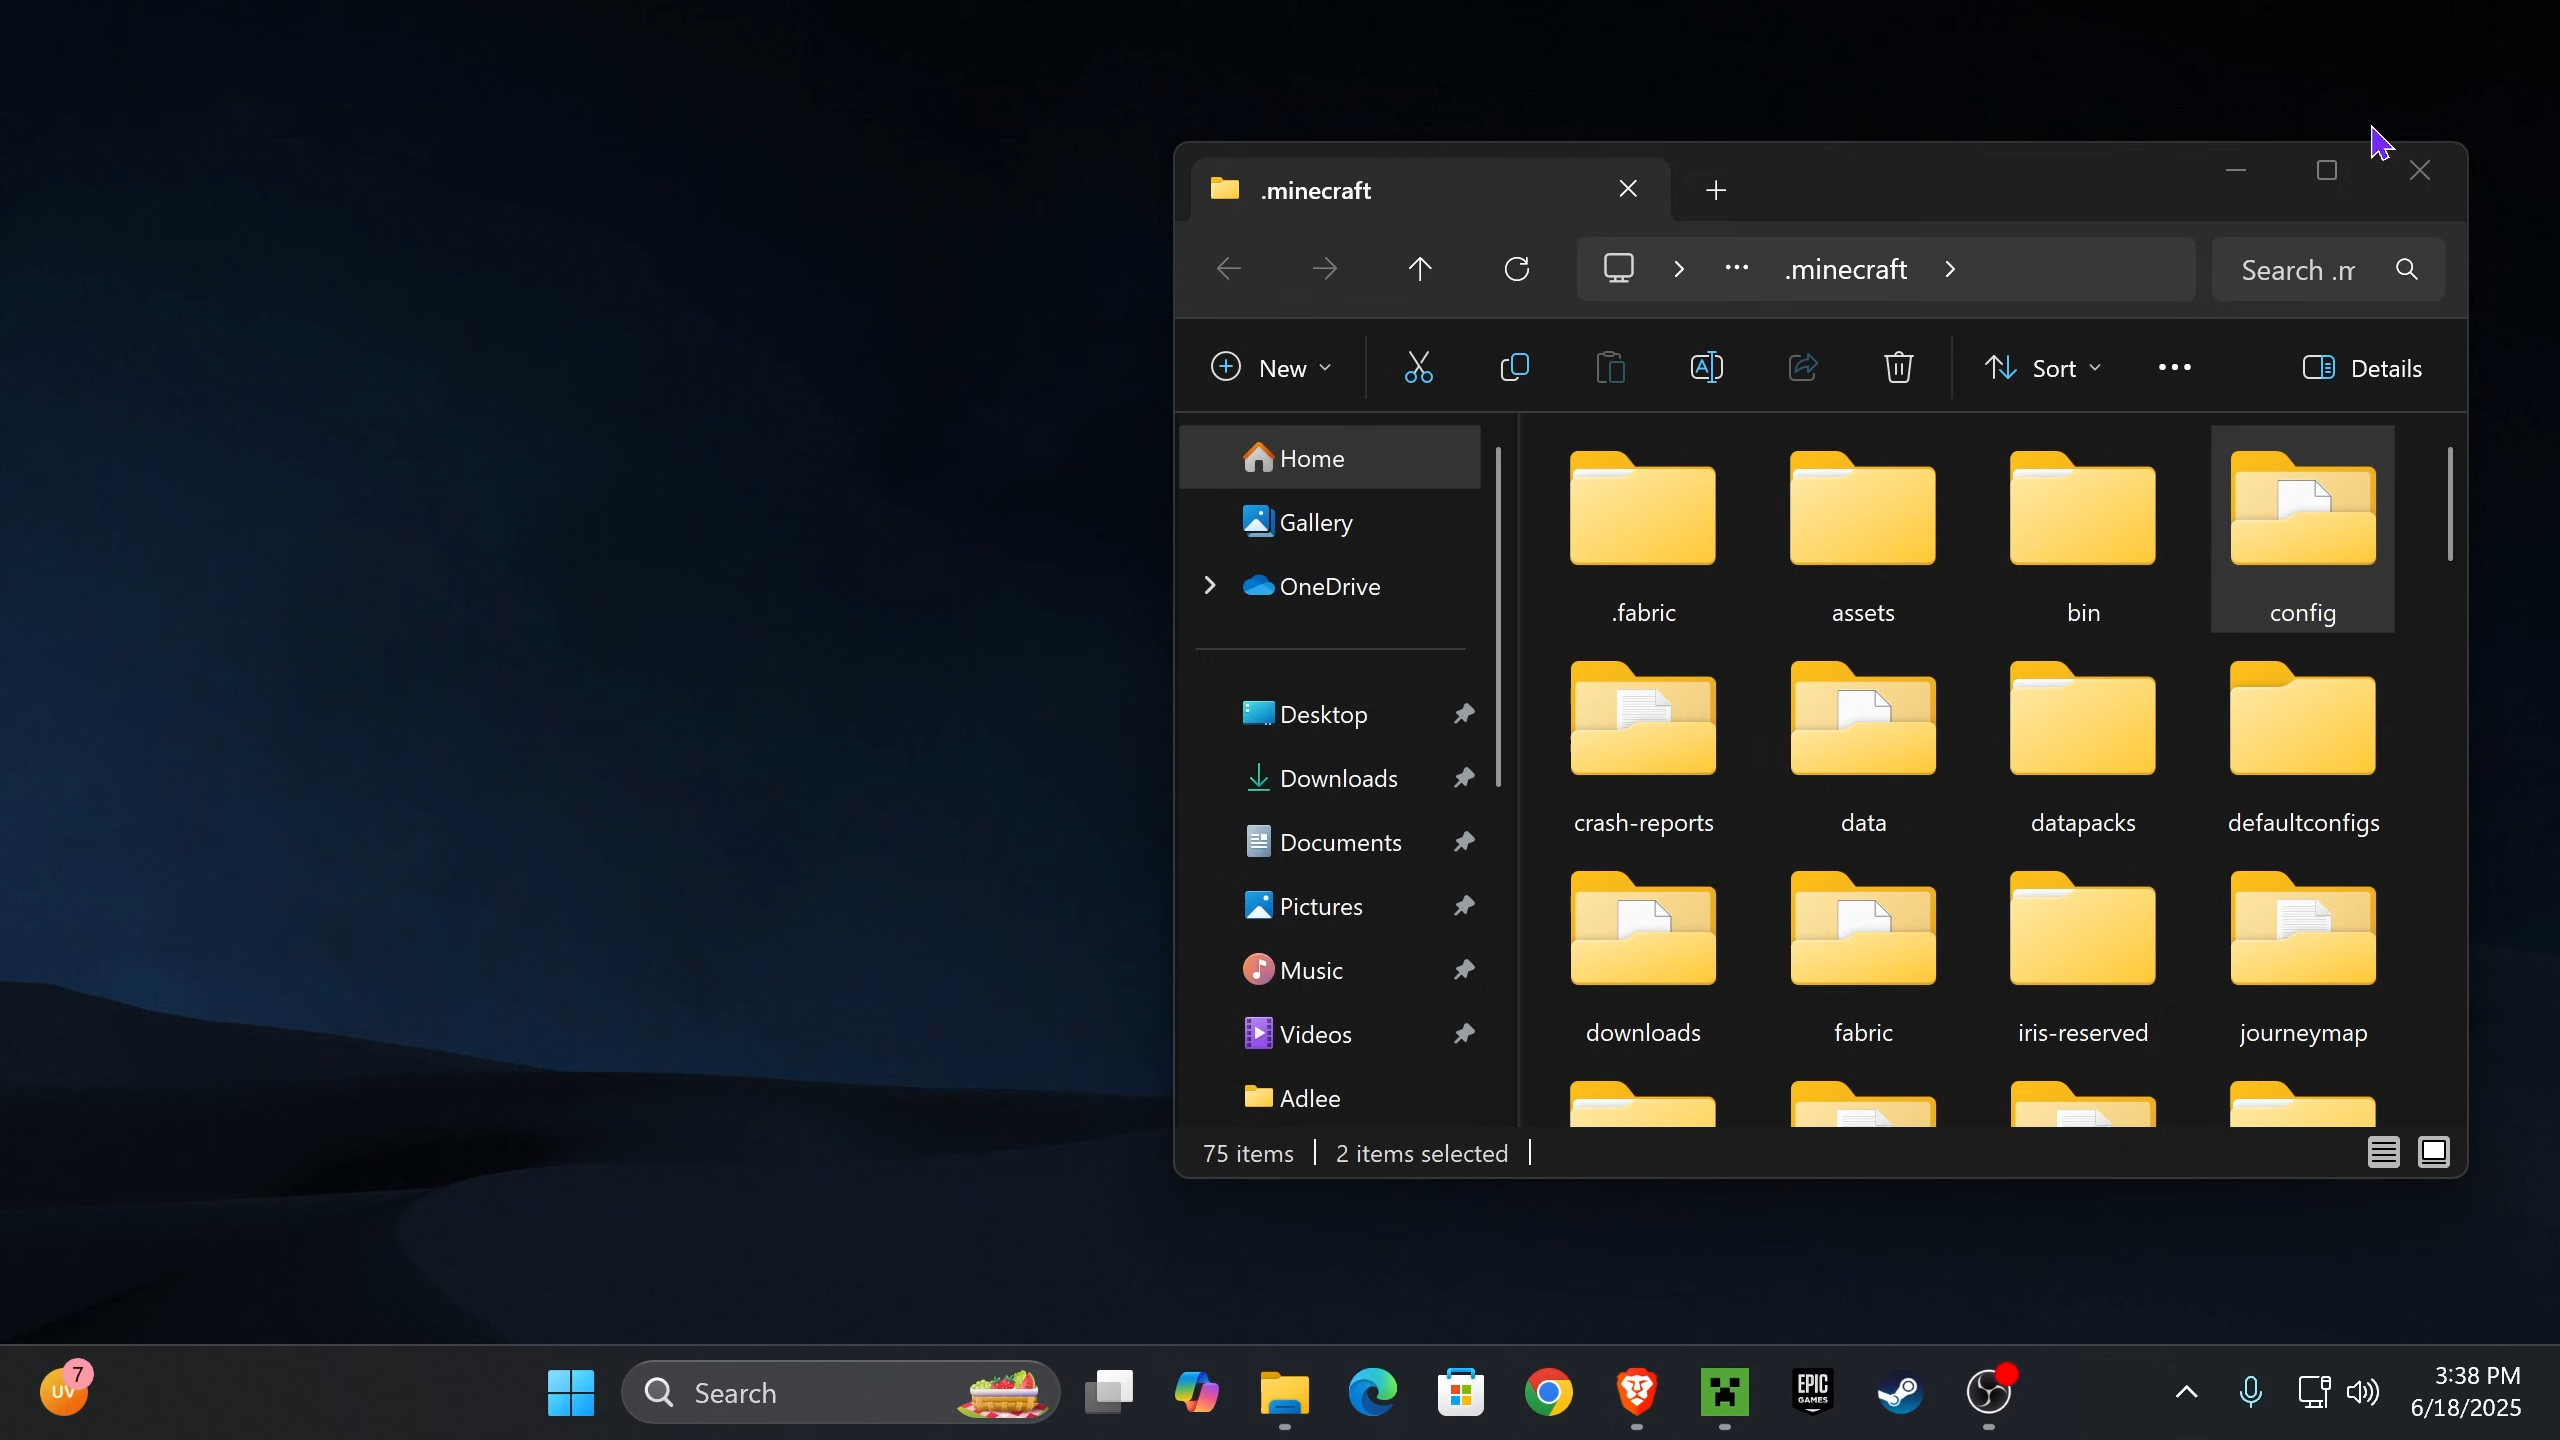 .minecraft
.minecraft
Search .m
New
Sort
Details
Home
Gallery
OneDrive
Desktop
Downloads
Documents
Pictures
Music
Videos
Adlee
.fabric
assets
bin
config
crash-reports
data
datapacks
defaultconfigs
downloads
fabric
iris-reserved
journeymap
75 items
2 items selected
UV
7
Search
EPIC
GAMES
3:38 PM
6/18/2025